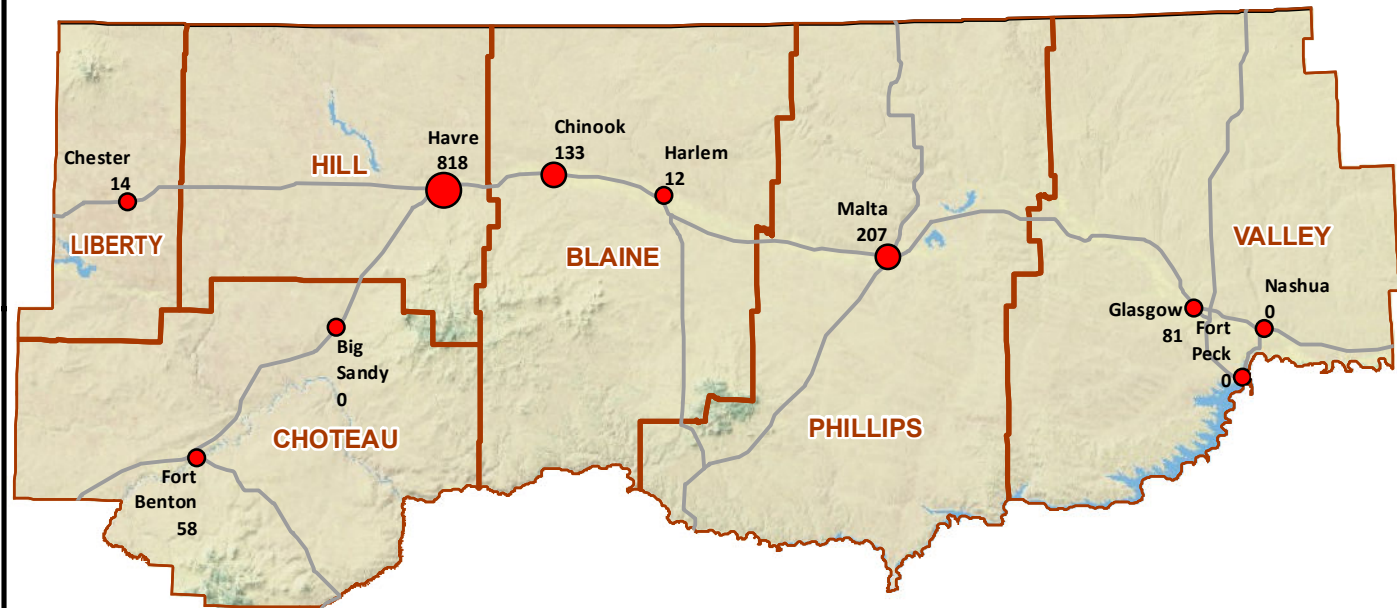 Chester
14
LIBERTY
HILL
Havre
818
Chinook
133
Harlem
12
BLAINE
Malta
207
PHILLIPS
VALLEY
Glasgow
81
Nashua
0
Fort
Peck
0
Big
Sandy
0
CHOTEAU
Fort
Benton
58